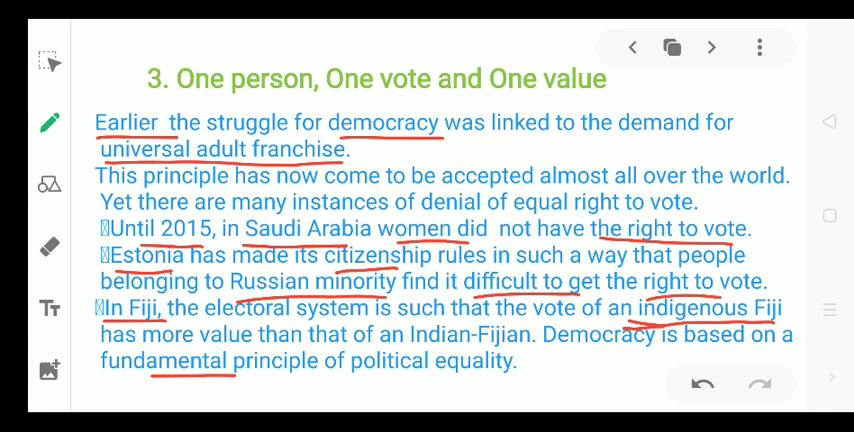 3. One person, One vote and One value
Earlier the struggle for democracy was linked to the demand for
universal adult franchise.
This principle has now come to be accepted almost all over the world.
Yet there are many instances of denial of equal right to vote.
Until 2015, in Saudi Arabia women did not have the right to vote.
Estonia has made its citizenship rules in such a way that people
belonging to Russian minority find it difficult to get the right to vote.
In Fiji, the electoral system is such that the vote of an indigenous Fiji
has more value than that of an Indian-Fijian. Democracy is based on a
fundamental principle of political equality.
TT